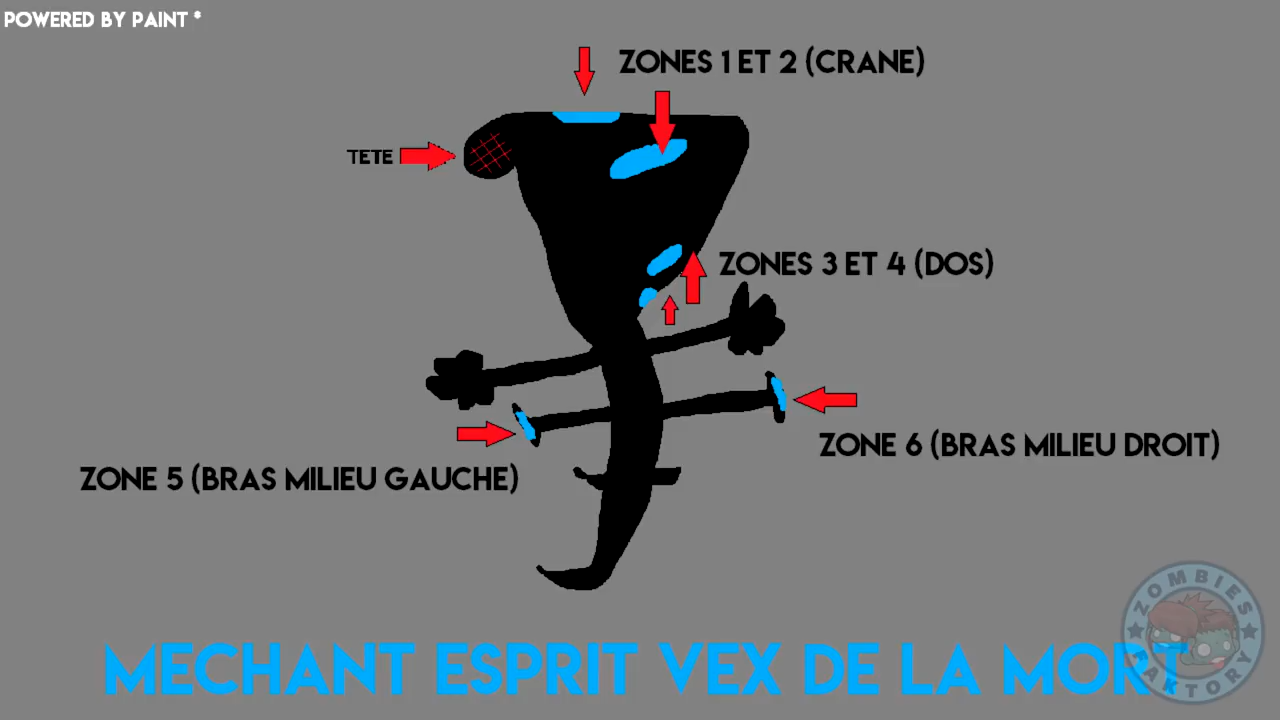 POWERED BY PAINT *
ZONES 1 ET 2 (CRANE)
TETE
ZONES 3 ET 4 (DOS)
ZONE 6 (BRAS MILIEU DROIT)
ZONE 5 (BRAS MILIEU GAUCHE)
MECHANT ESPRIT VEX DE LA MORT
ZOMBIES
FAKTORY